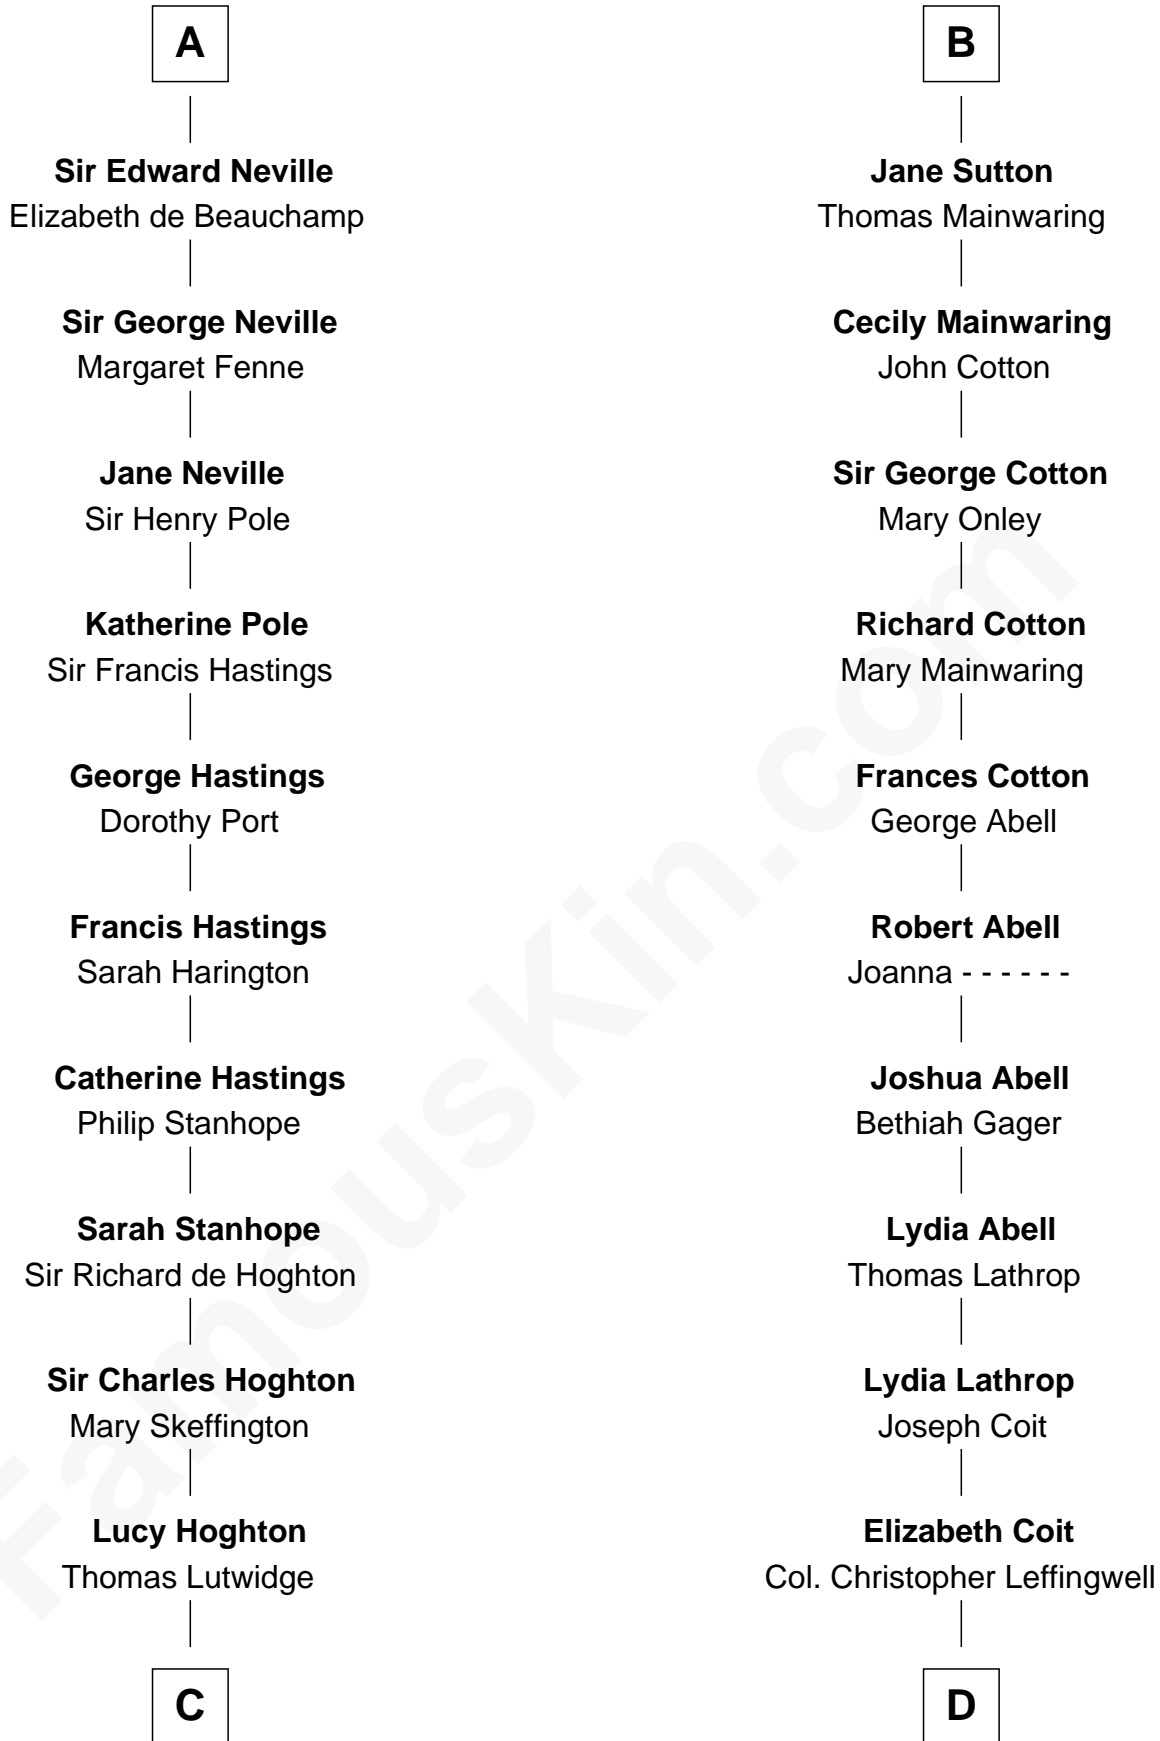 A
Sir Edward Neville
Elizabeth de Beauchamp
Sir George Neville
Margaret Fenne
Jane Neville
Sir Henry Pole
Katherine Pole
Sir Francis Hastings
George Hastings
Dorothy Port
Francis Hastings
Sarah Harington
Catherine Hastings
Philip Stanhope
Sarah Stanhope
Sir Richard de Hoghton
Sir Charles Hoghton
Mary Skeffington
Lucy Hoghton
Thomas Lutwidge
C
B
Jane Sutton
Thomas Mainwaring
Cecily Mainwaring
John Cotton
Sir George Cotton
Mary Onley
Richard Cotton
Mary Mainwaring
Frances Cotton
George Abell
Robert Abell
Joanna - - - - - -
Joshua Abell
Bethiah Gager
Lydia Abell
Thomas Lathrop
Lydia Lathrop
Joseph Coit
Elizabeth Coit
Col. Christopher Leffingwell
D
FamousKin.com